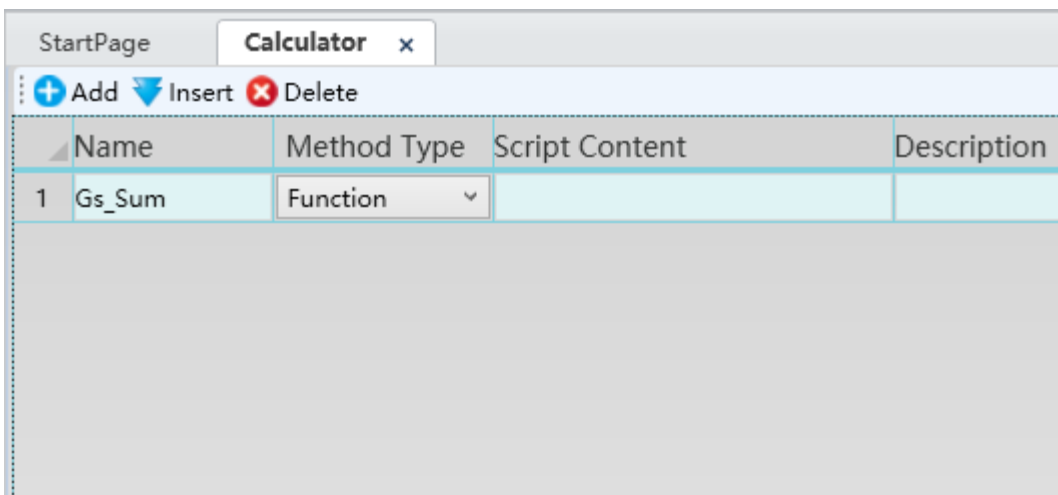 StartPage Calculator x
Add Insert Delete
Name Method Type Script Content Description
1 Gs_Sum Function